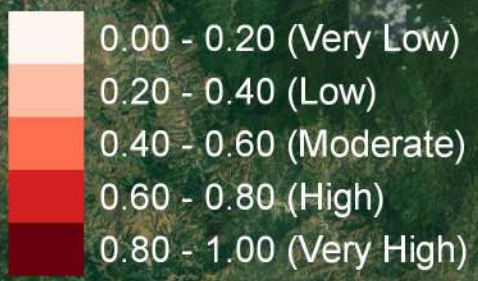 0.00 - 0.20 (Very Low)
0.20 - 0.40 (Low)
0.40 - 0.60 (Moderate)
0.60 - 0.80 (High)
0.80 - 1.00 (Very High)